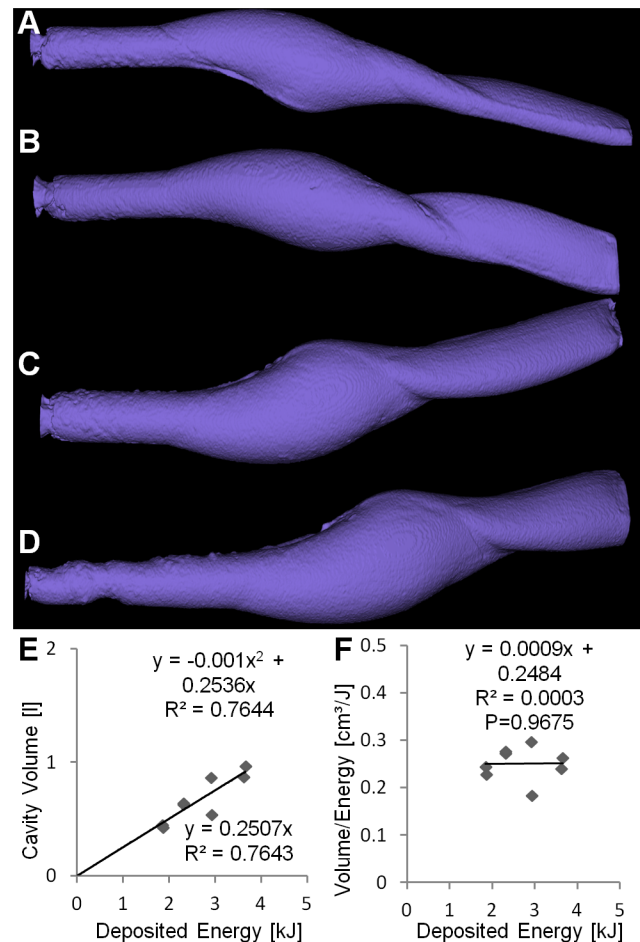 A
B
C
D
E
2
1
0
Cavity Volume [l]
y = -0.001x² +
0.2536x
R² = 0.7644
y = 0.2507x
R² = 0.7643
0 1 2 3 4 5
Deposited Energy [kJ]
F
0.5
0.4
0.3
0.2
0.1
0
Volume/Energy [cm³/J]
y = 0.0009x +
0.2484
R² = 0.0003
P=0.9675
0 1 2 3 4 5
Deposited Energy [kJ]